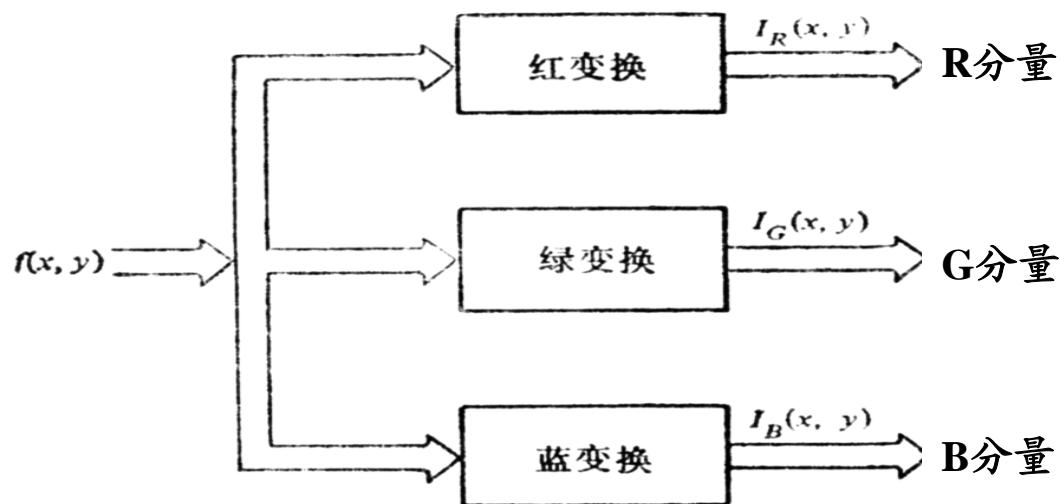 I_R(x, y)
红变换
R分量
I_G(x, y)
f(x, y)
绿变换
G分量
I_B(x, y)
蓝变换
B分量